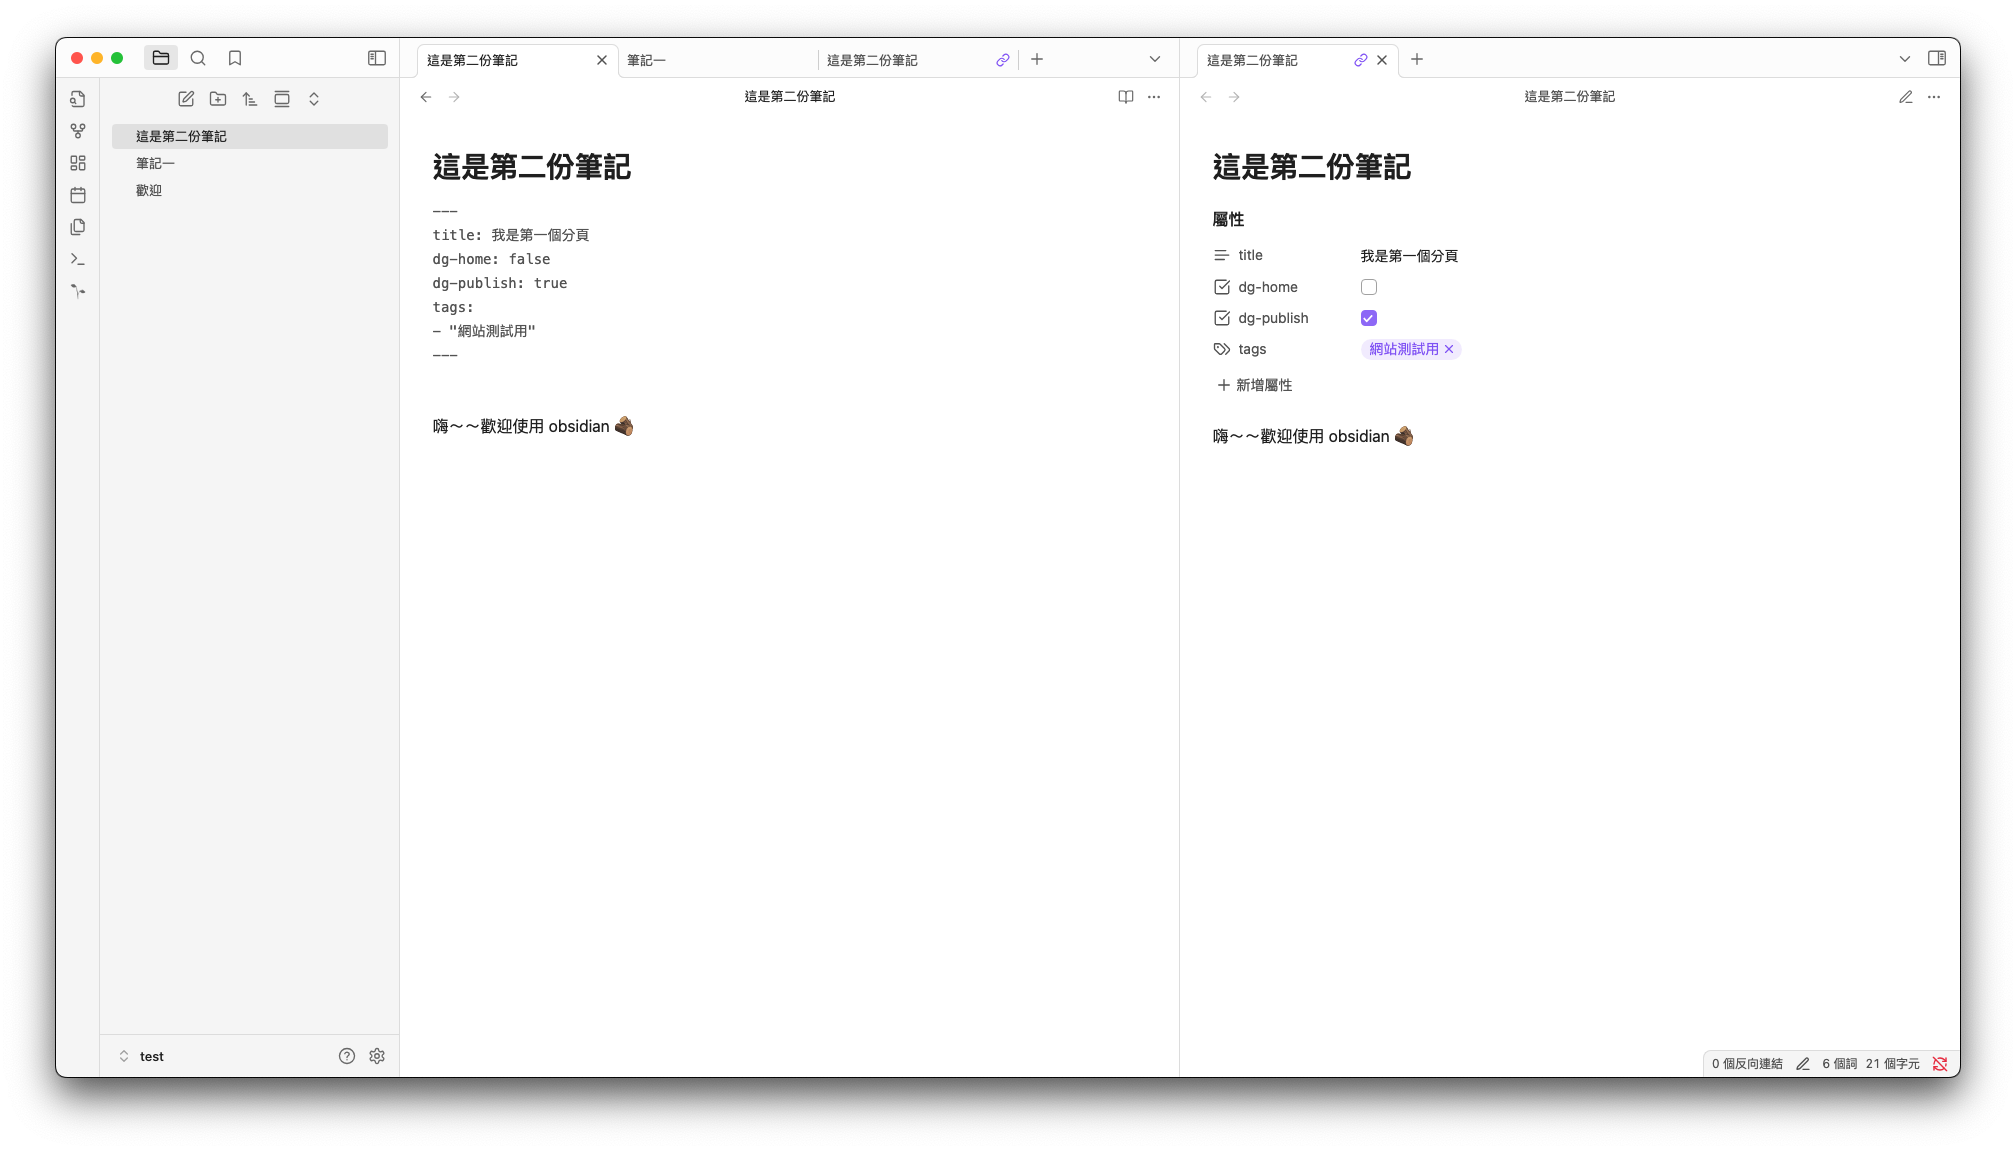 這是第二份筆記
筆記一
這是第二份筆記
這是第二份筆記
這是第二份筆記
筆記一
歡迎
test
這是第二份筆記
這是第二份筆記
---
title: 我是第一個分頁
dg-home: false
dg-publish: true
tags:
- "網站測試用"
---
嗨～～歡迎使用 obsidian 🪵
這是第二份筆記
這是第二份筆記
屬性
title 我是第一個分頁
dg-home
dg-publish
tags 網站測試用
新增屬性
嗨～～歡迎使用 obsidian 🪵
0 個反向連結 6 個詞 21 個字元